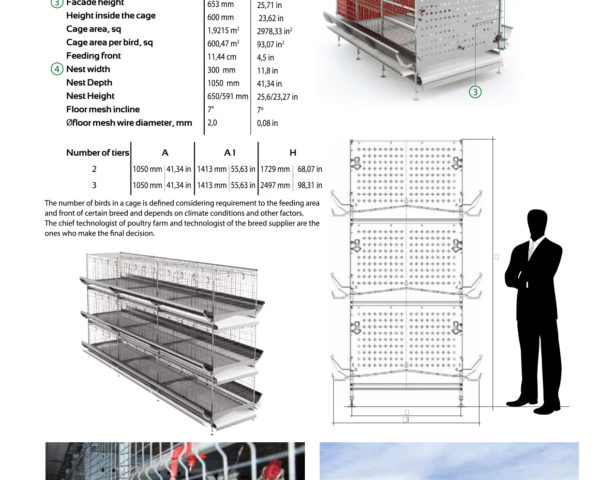 3 Facade height 653 mm 25,71 in
Height inside the cage 600 mm 23,62 in
Cage area, sq 1,9215 m² 2978,33 in²
Cage area per bird, sq 600,47 m² 93,07 in²
Feeding front 11,44 cm 4,5 in
4 Nest width 300 mm 11,8 in
Nest Depth 1050 mm 41,34 in
Nest Height 650/591 mm 25,6/23,27 in
Floor mesh incline 7° 7°
Øfloor mesh wire diameter, mm 2,0 0,08 in
3
Number of tiers A A1 H
2 1050 mm 41,34 in 1413 mm 55,63 in 1729 mm 68,07 in
3 1050 mm 41,34 in 1413 mm 55,63 in 2497 mm 98,31 in
The number of birds in a cage is defined considering requirement to the feeding area
and front of certain breed and depends on climate conditions and other factors.
The chief technologist of poultry farm and technologist of the breed supplier are the
ones who make the final decision.